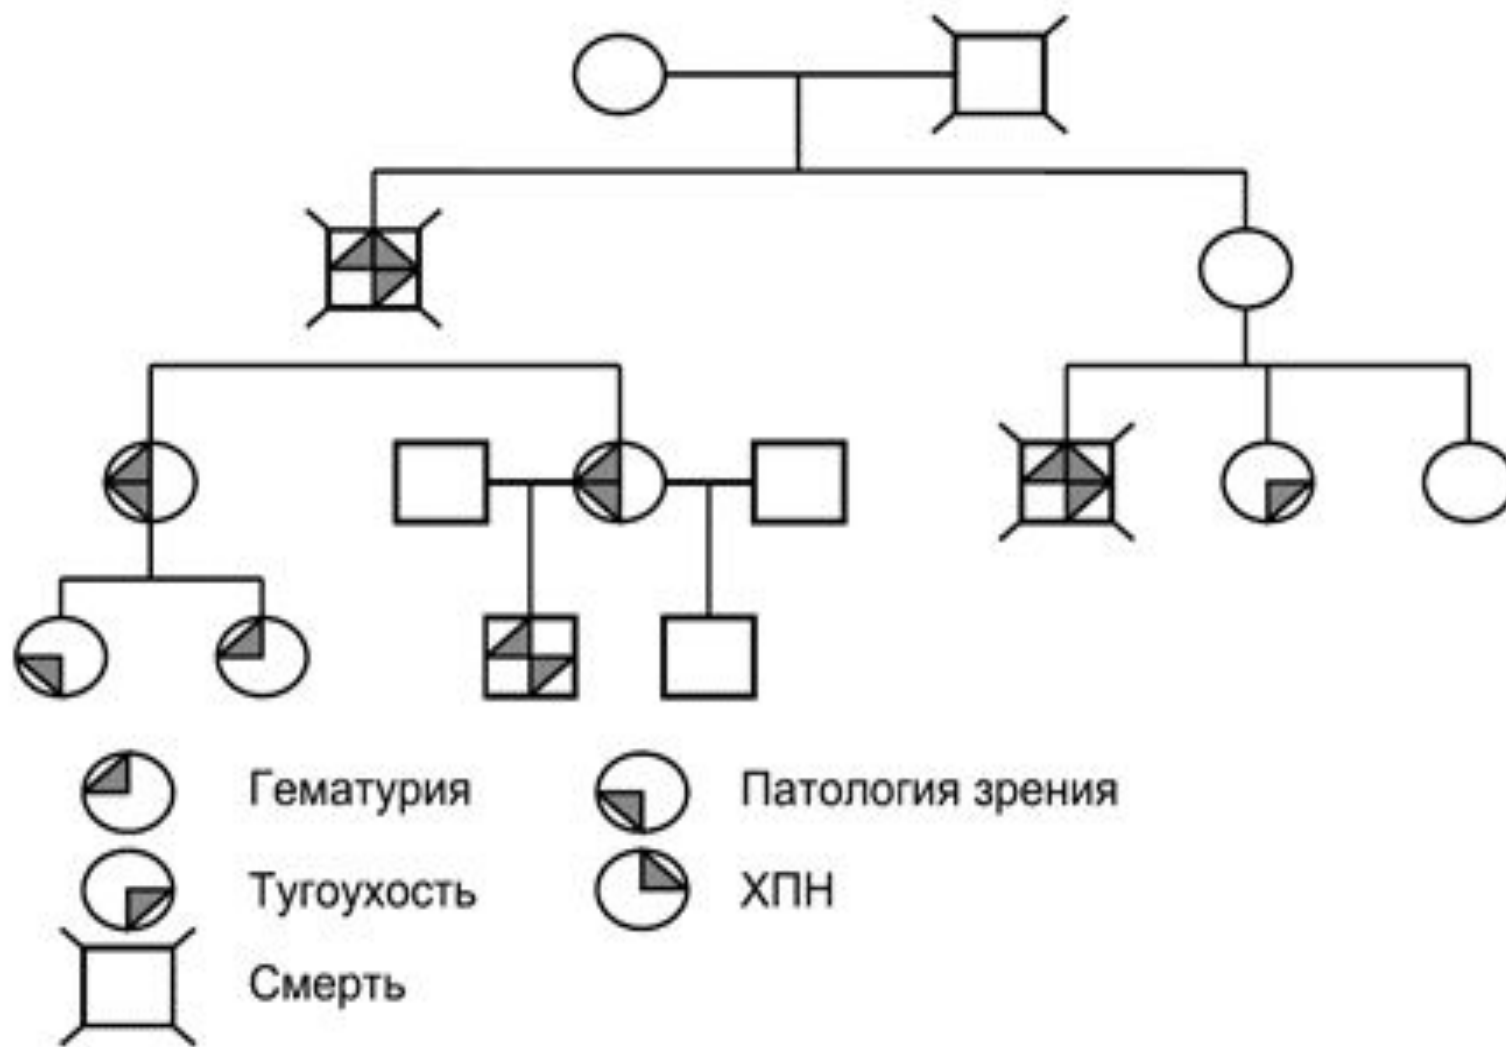 Гематурия
Патология зрения
Тугоухость
ХПН
Смерть